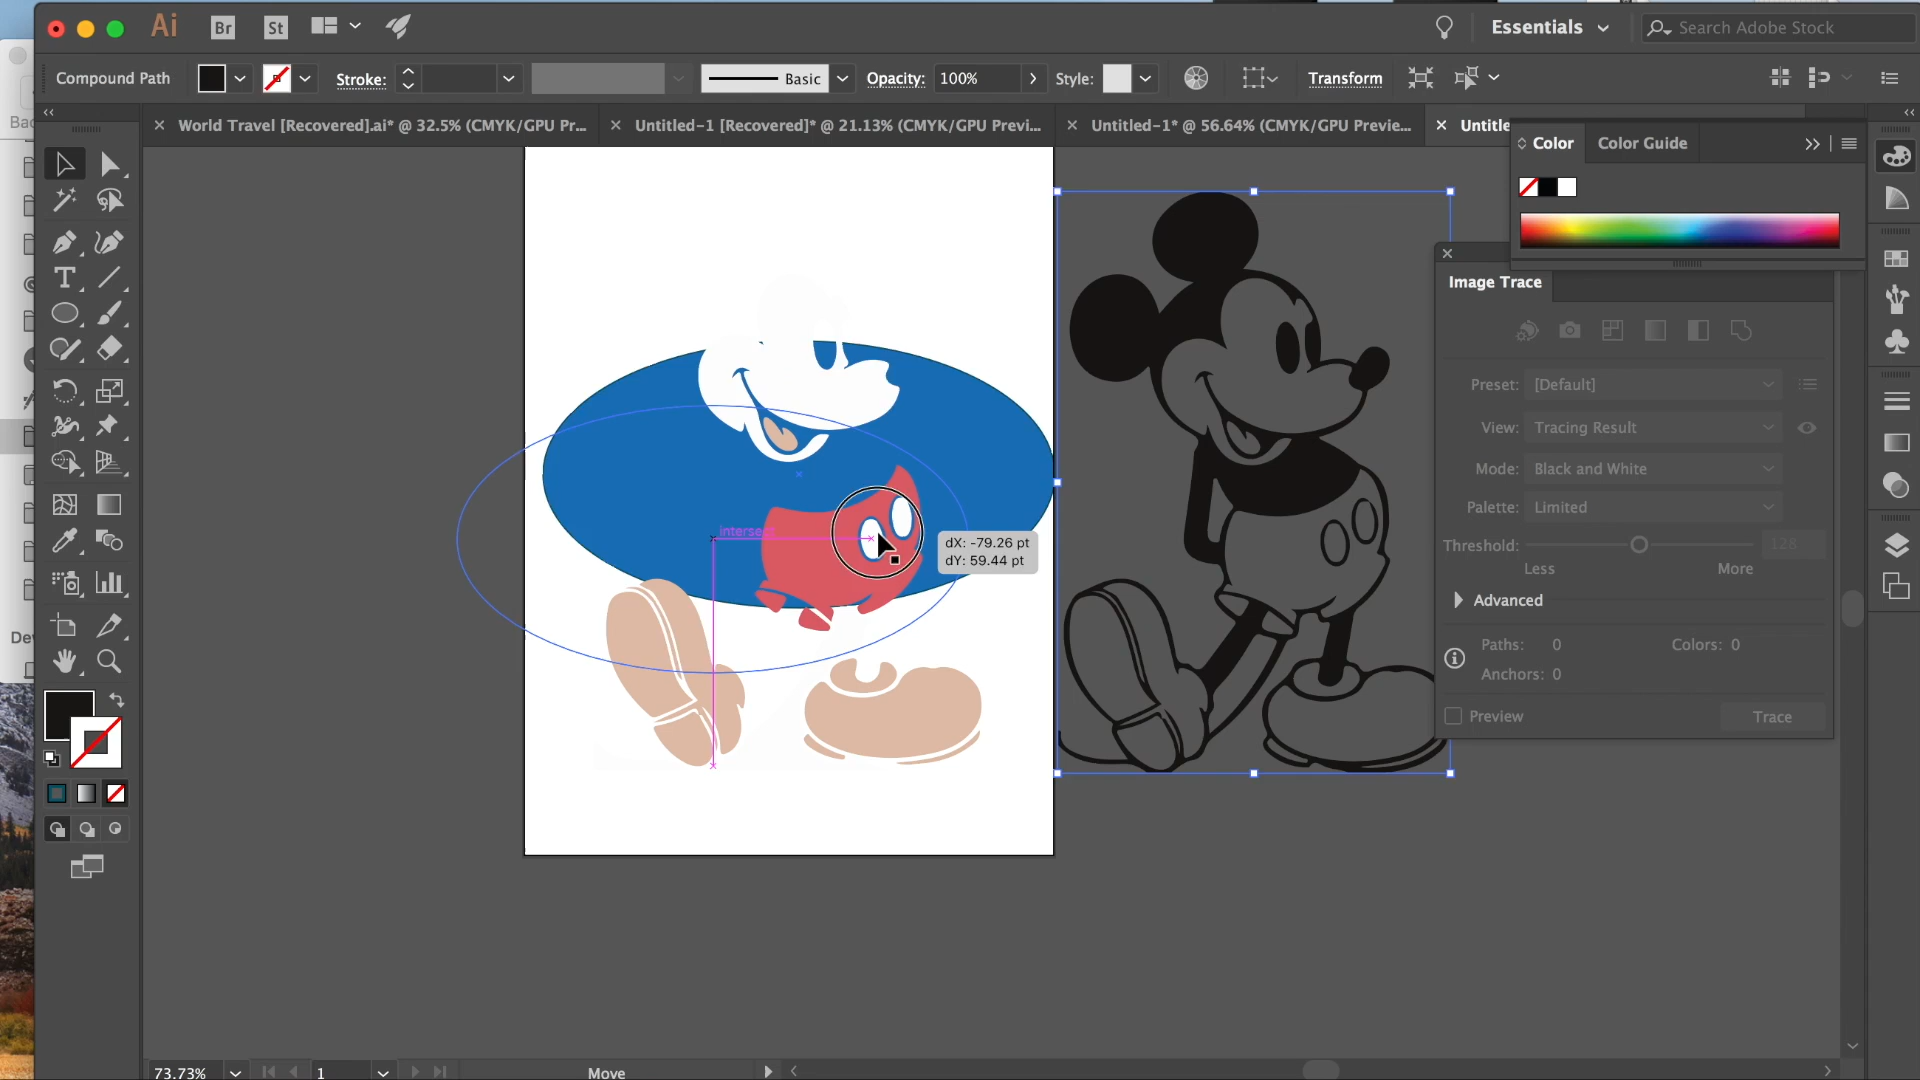 Ai
Br
St
Essentials
Search Adobe Stock
Compound Path
Stroke:
Basic
Opacity:
100%
Style:
Transform
World Travel [Recovered].ai* @ 32.5% (CMYK/GPU Pr...
Untitled-1 [Recovered]* @ 21.13% (CMYK/GPU Previ...
Untitled-1* @ 56.64% (CMYK/GPU Previe...
Untitle
Color
Color Guide
Image Trace
Preset:
[Default]
View:
Tracing Result
Mode:
Black and White
Palette:
Limited
Threshold:
128
Less
More
Advanced
Paths:
0
Colors: 0
Anchors: 0
Preview
Trace
intersect
dX: -79.26 pt
dY: 59.44 pt
Bac
Dev
73.73%
1
Move